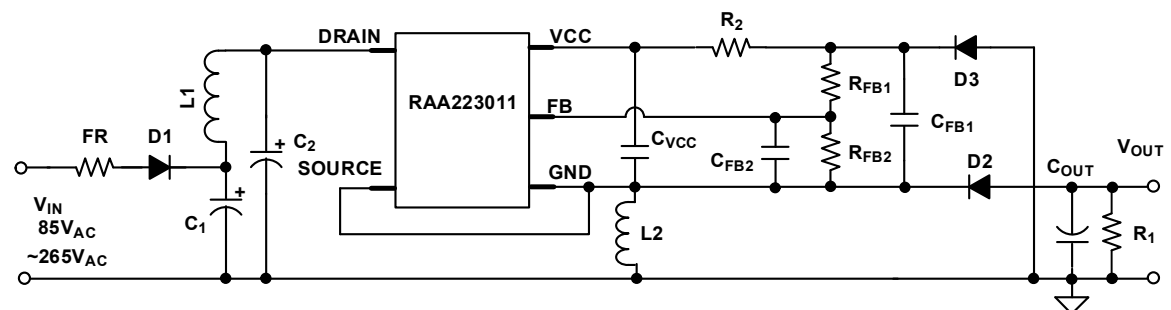 DRAIN
VCC
R2
L1
RAA223011
RFB1
D3
FR
D1
C2
FB
CVCC
CFB1
SOURCE
CFB2
RFB2
VOUT
GND
D2
COUT
VIN
85VAC
~265VAC
C1
L2
R1
+
+